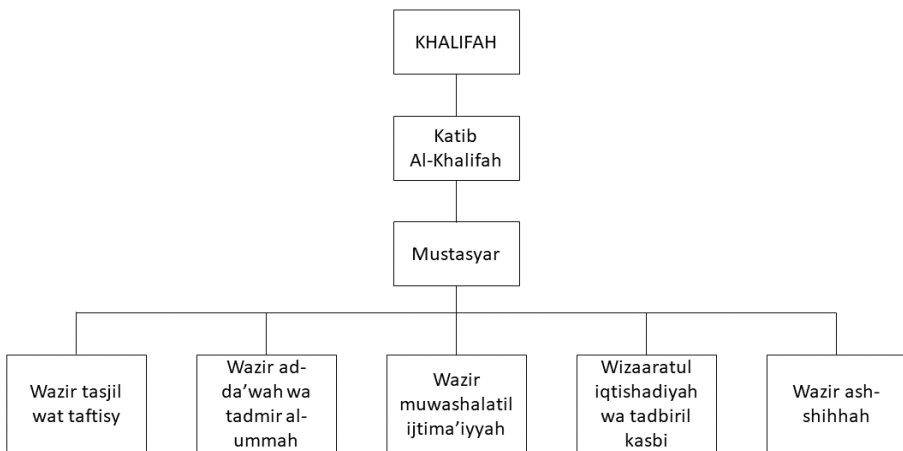 KHALIFAH
Katib
Al-Khalifah
Mustasyar
Wazir tasjil
wat taftisy
Wazir ad-
da’wah wa
tadmir al-
ummah
Wazir
muwashalatil
ijtima’iyyah
Wizaaratul
iqtishadiyah
wa tadbiril
kasbi
Wazir ash-
shihhah